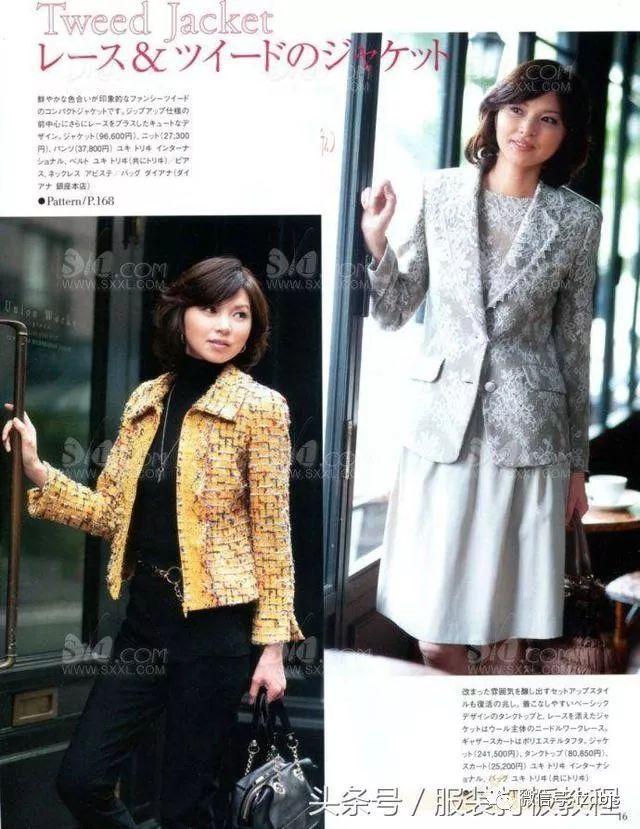 Tweed Jacket
レース&ツイードのジャケット
鮮やかな色合いが印象的なファンシーツイード
のコンパクトジャケットです。ジップアップ仕様の
前中心にさらにレースをプラスしたキュートなデ
ザイン。ジャケット(96,600円)、ニット(27,300
円)、パンツ(37,800円) ユキ トリヰ インターナ
ショナル、ベルト ユキ トリヰ(共にトリヰ)/ピア
ス、ネックレス アビステ/バッグ ダイアナ(ダイ
アナ 銀座本店)
●Pattern/P.168
SXXL.COM
WWW.SXXL.COM
Union Works
改まった雰囲気を醸し出すセットアップスタイ
ルも復活の兆し。着こなしやすいベーシック
デザインのタンクトップと、レースを添えたジャ
ケットはウール主体のニードルワークレース。
ギャザースカートはポリエステルタフタ。ジャケ
ット(241,500円)、タンクトップ(80,850円)、
スカート(25,200円) ユキ トリヰ インターナシ
ョナル、バッグ ユキ トリヰ(共にトリヰ)
头条号/服装打板教程
16